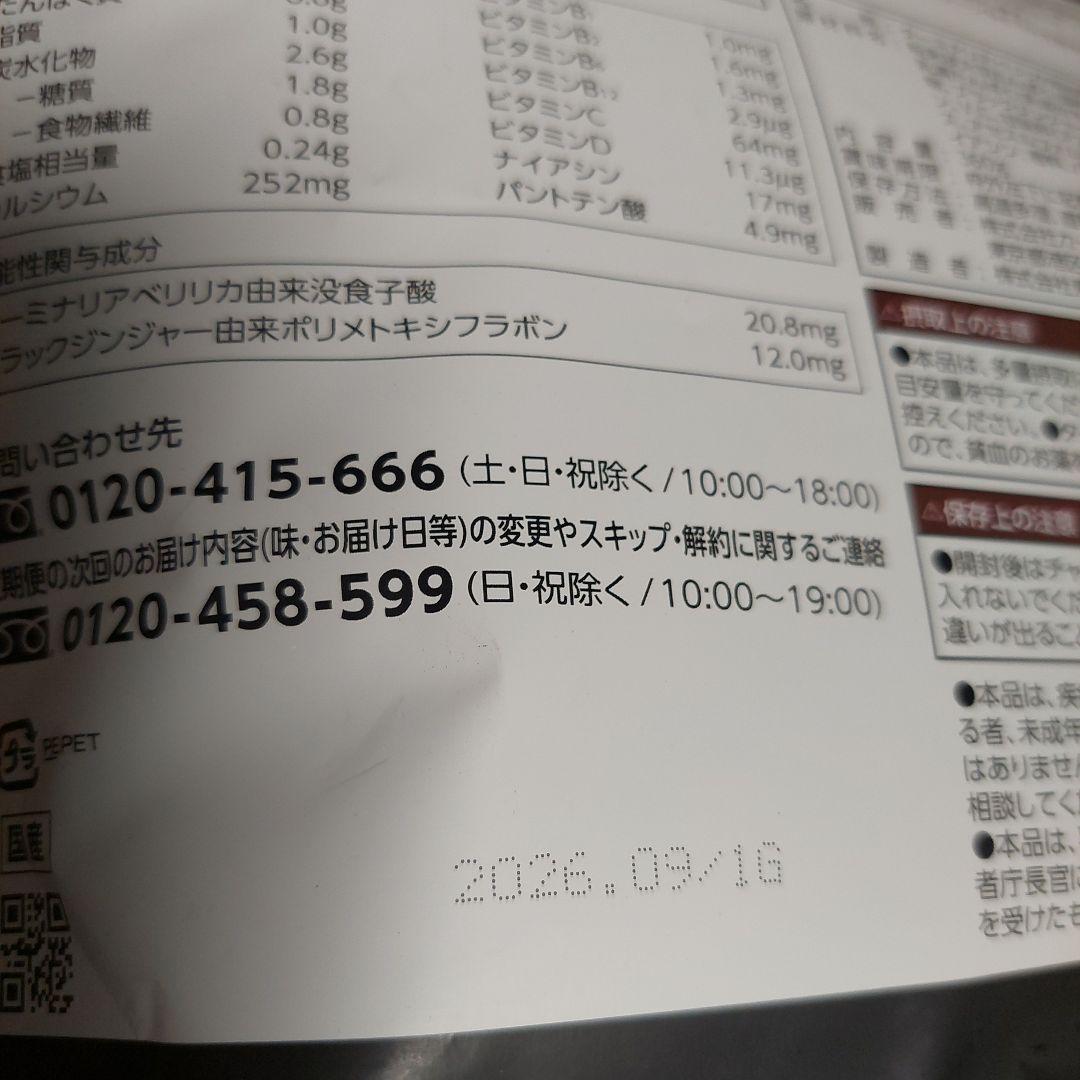 脂質 1.0g
炭水化物 2.6g
－糖質 1.8g
－食物繊維 0.8g
食塩相当量 0.24g
ルシウム 252mg
ビタミンB₂
ビタミンB₆
ビタミンB₁₂
ビタミンC
ビタミンD
ナイアシン
パントテン酸
1.0mg
1.6mg
1.3mg
2.9μg
64mg
11.3μg
17mg
4.9mg
能性関与成分
ーミナリアベリリカ由来没食子酸 20.8mg
ラックジンジャー由来ポリメトキシフラボン 12.0mg
問い合わせ先
0120-415-666 (土・日・祝除く / 10:00～18:00)
期便の次回のお届け内容(味・お届け日等)の変更やスキップ・解約に関するご連絡
0120-458-599 (日・祝除く / 10:00～19:00)
プラ PE,PET
国産
2026.09/1G
内容量
保存方法
販売者
製造者 : 株式会社
⚠摂取上の注意
●本品は、多量摂取
目安量を守ってくだ
控えください。●
ので、貧血のお薬
⚠保存上の注意
●開封後はチャ
入れないでくだ
違いが出るこ
●本品は、疾
る者、未成年
はありません
相談してく
●本品は、
者庁長官
を受けたも